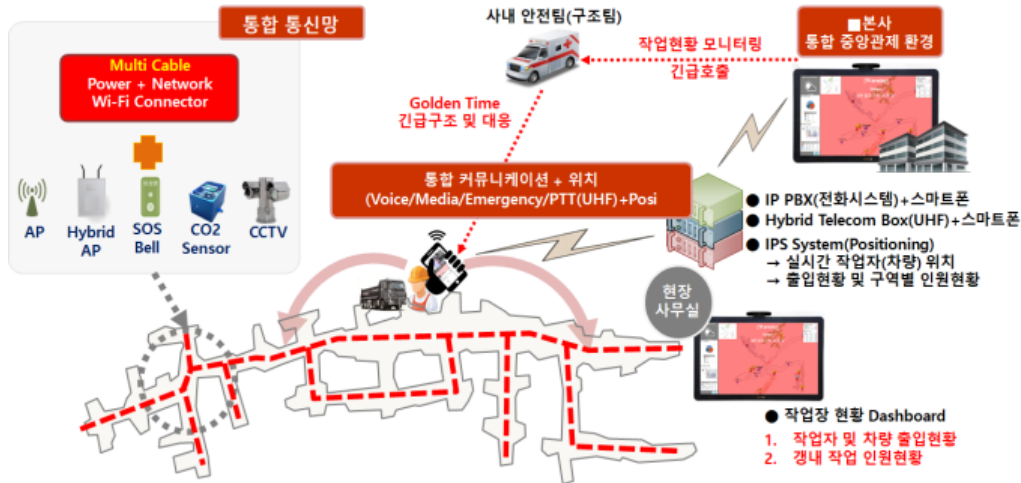 통합 통신망
Multi Cable
Power + Network
Wi-Fi Connector
AP
Hybrid
AP
SOS
Bell
CO2
Sensor
CCTV
사내 안전팀(구조팀)
작업현황 모니터링
긴급호출
■본사
통합 중앙관제 환경
Golden Time
긴급구조 및 대응
통합 커뮤니케이션 + 위치
(Voice/Media/Emergency/PTT(UHF)+Posi
● IP PBX(전화시스템)+스마트폰
● Hybrid Telecom Box(UHF)+스마트폰
● IPS System(Positioning)
→ 실시간 작업자(차량) 위치
→ 출입현황 및 구역별 인원현황
현장
사무실
● 작업장 현황 Dashboard
1. 작업자 및 차량 출입현황
2. 갱내 작업 인원현황